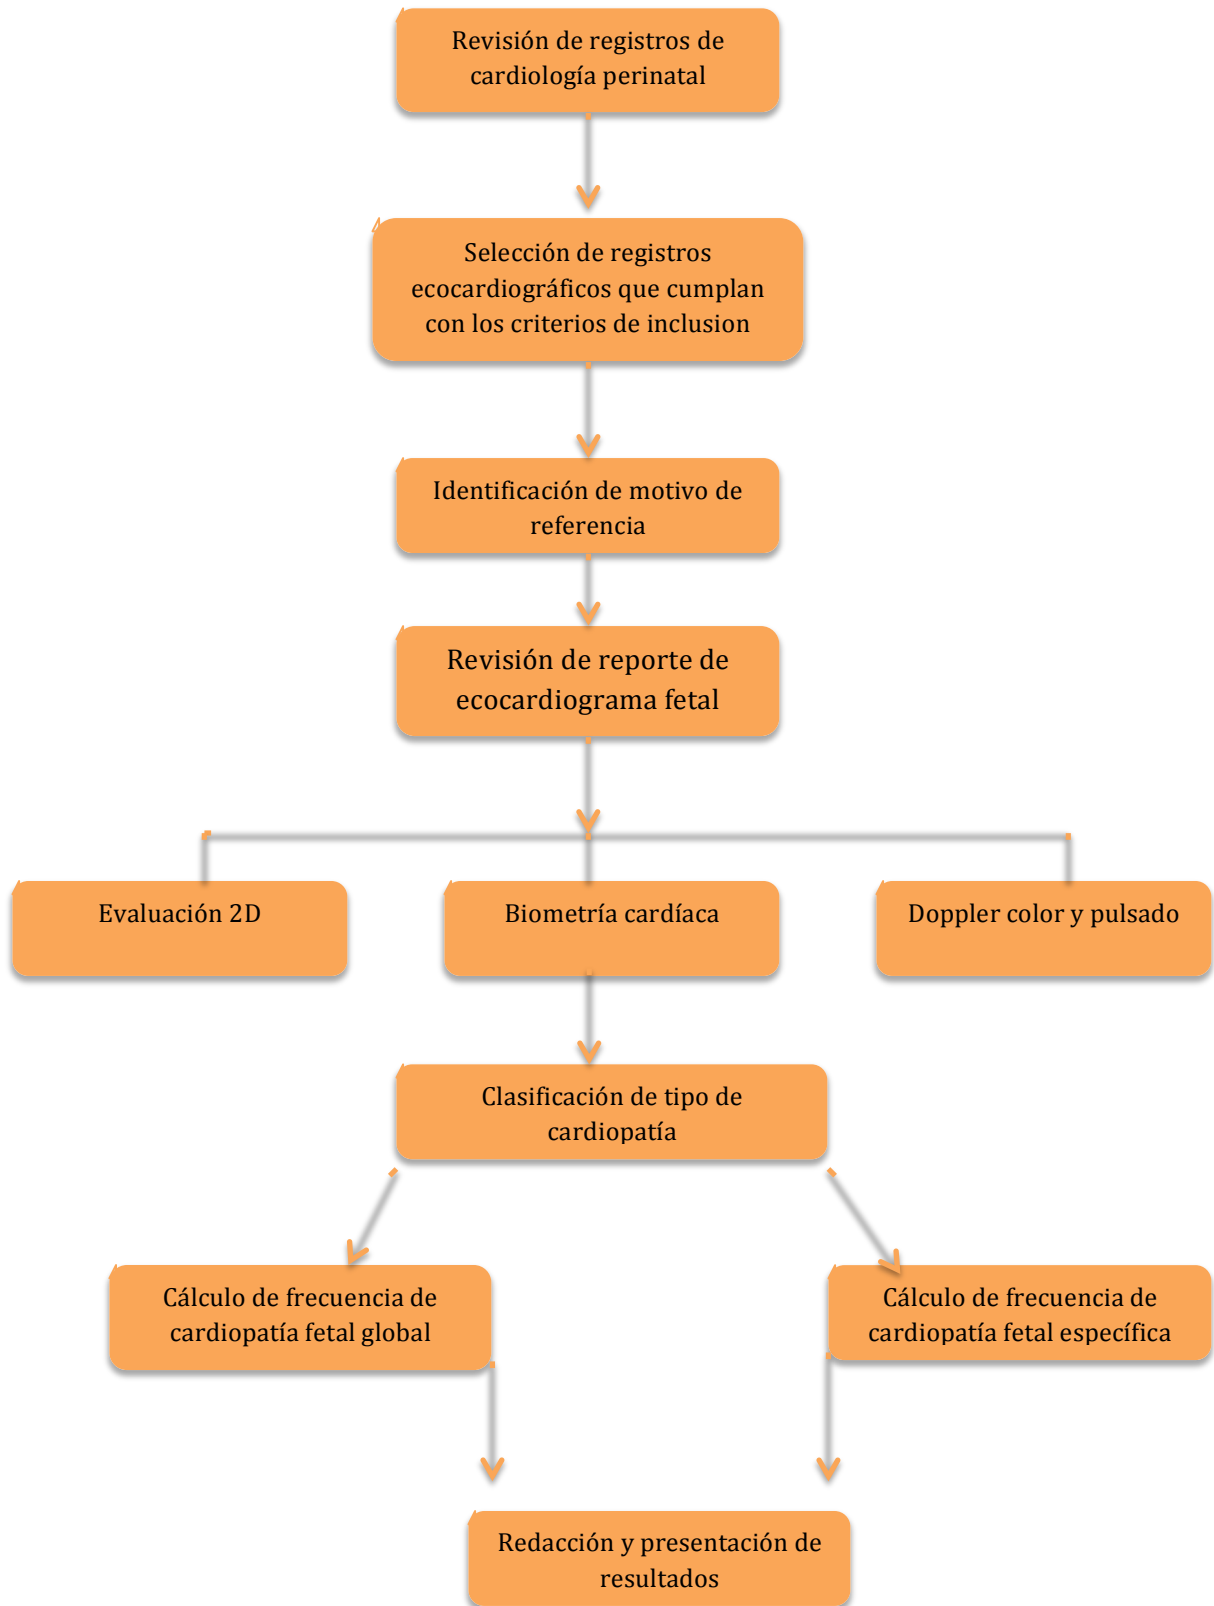 Revisión de registros de
cardiología perinatal
Selección de registros
ecocardiográficos que cumplan
con los criterios de inclusion
Identificación de motivo de
referencia
Revisión de reporte de
ecocardiograma fetal
Evaluación 2D
Biometría cardíaca
Doppler color y pulsado
Clasificación de tipo de
cardiopatía
Cálculo de frecuencia de
cardiopatía fetal global
Cálculo de frecuencia de
cardiopatía fetal específica
Redacción y presentación de
resultados